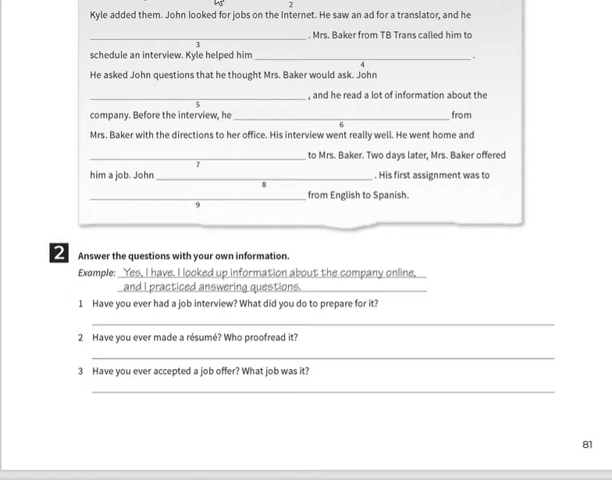 2
Kyle added them. John looked for jobs on the Internet. He saw an ad for a translator, and he
. Mrs. Baker from TB Trans called him to
3
schedule an interview. Kyle helped him .
4
He asked John questions that he thought Mrs. Baker would ask. John
, and he read a lot of information about the
5
company. Before the interview, he from
6
Mrs. Baker with the directions to her office. His interview went really well. He went home and
to Mrs. Baker. Two days later, Mrs. Baker offered
7
him a job. John . His first assignment was to
8
from English to Spanish.
9
2 Answer the questions with your own information.
Example: Yes, I have. I looked up information about the company online,
and I practiced answering questions.
1 Have you ever had a job interview? What did you do to prepare for it?
2 Have you ever made a résumé? Who proofread it?
3 Have you ever accepted a job offer? What job was it?
81